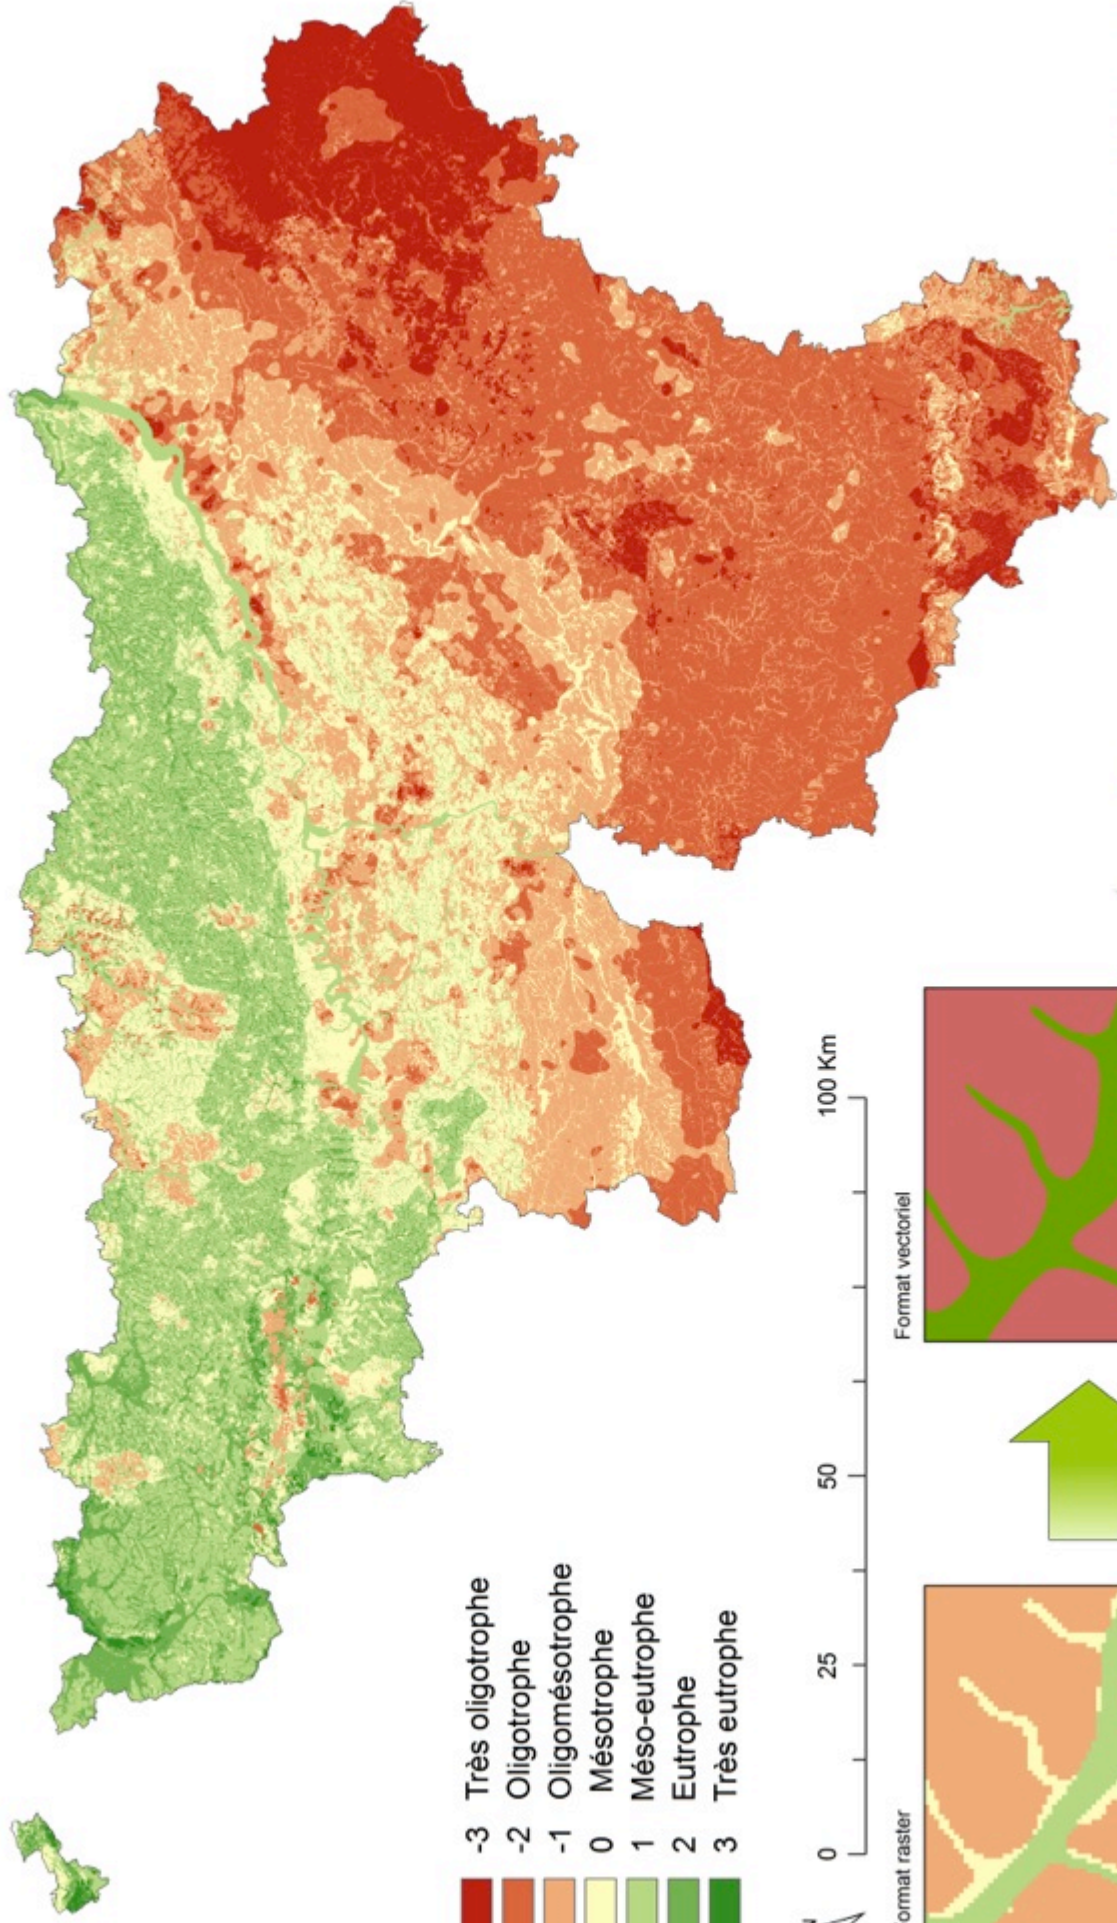 -3 Très oligotrophe
-2 Oligotrophe
-1 Oligomésotrophe
0 Mésotrophe
1 Méso-eutrophe
2 Eutrophe
3 Très eutrophe
0 25 50 100 Km
ormat raster
Format vectoriel